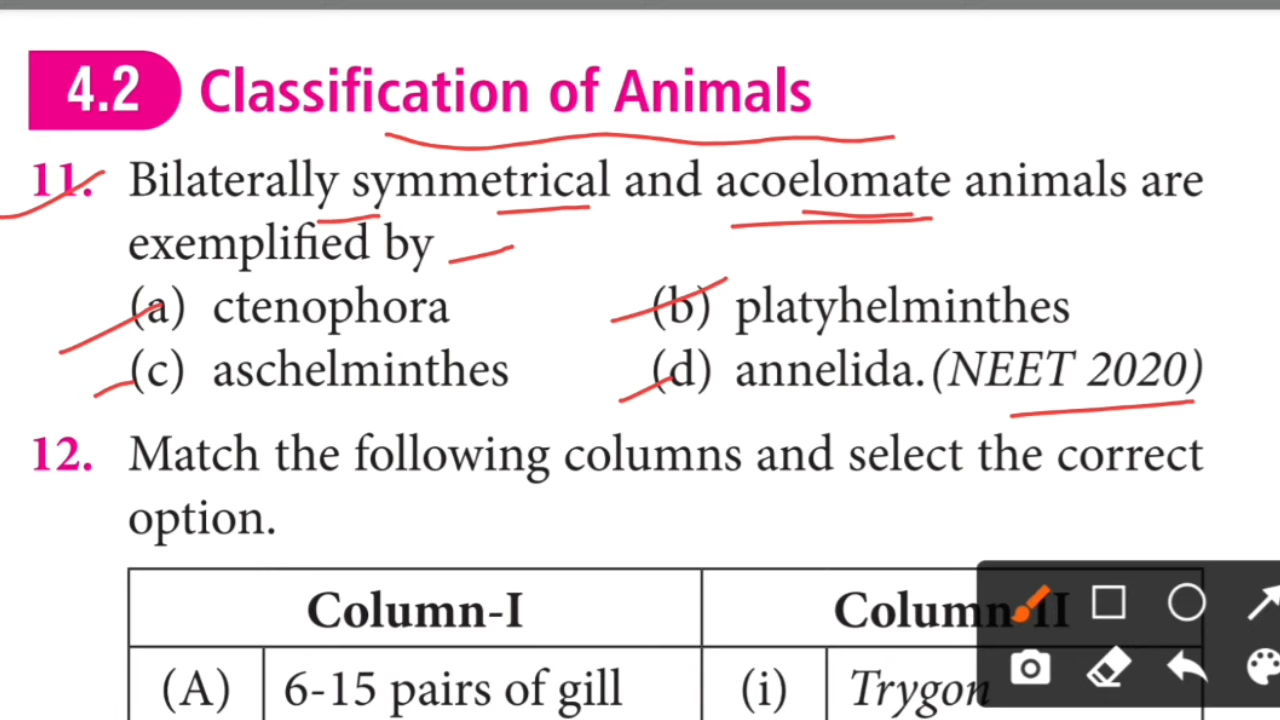 4.2 Classification of Animals
11. Bilaterally symmetrical and acoelomate animals are
exemplified by
(a) ctenophora (b) platyhelminthes
(c) aschelminthes (d) annelida. (NEET 2020)
12. Match the following columns and select the correct
option.
Column-I Column-II
(A) 6-15 pairs of gill (i) Trygon